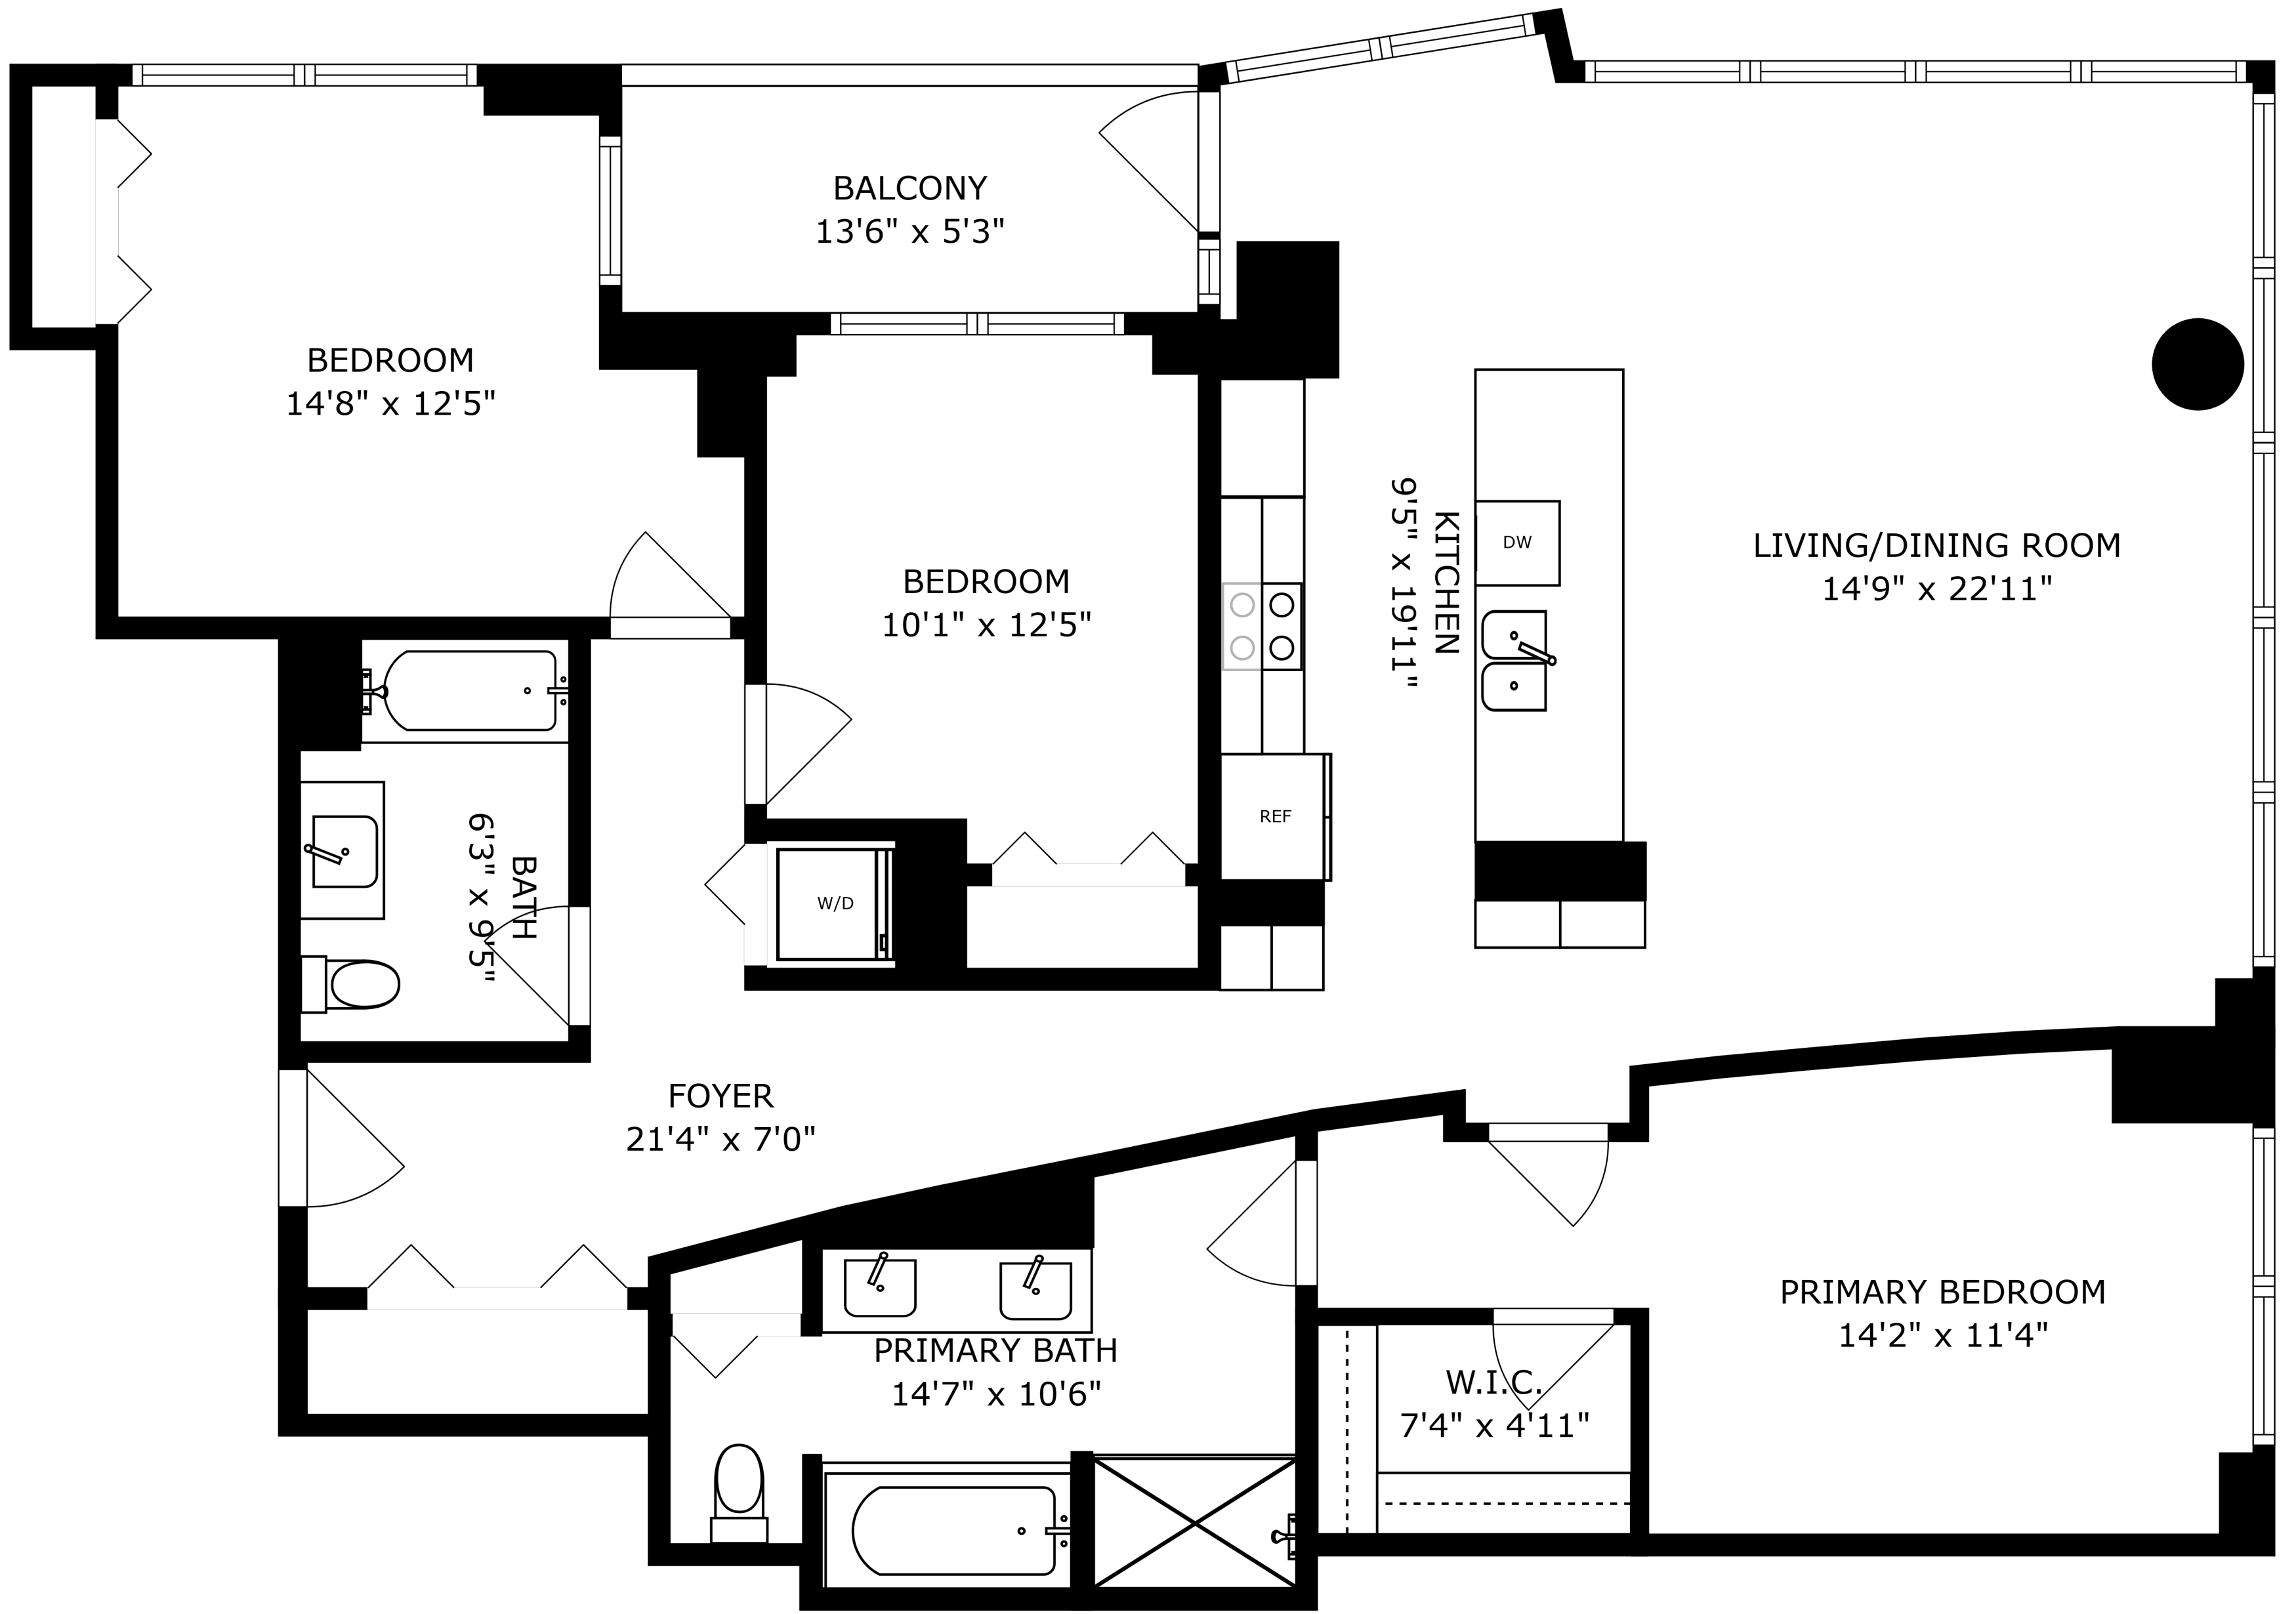 BALCONY
13'6" x 5'3"
BEDROOM
14'8" x 12'5"
BEDROOM
10'1" x 12'5"
KITCHEN
9'5" x 19'11"
DW
LIVING/DINING ROOM
14'9" x 22'11"
REF
BATH
6'3" x 9'5"
W/D
FOYER
21'4" x 7'0"
PRIMARY BEDROOM
14'2" x 11'4"
PRIMARY BATH
14'7" x 10'6"
W.I.C.
7'4" x 4'11"